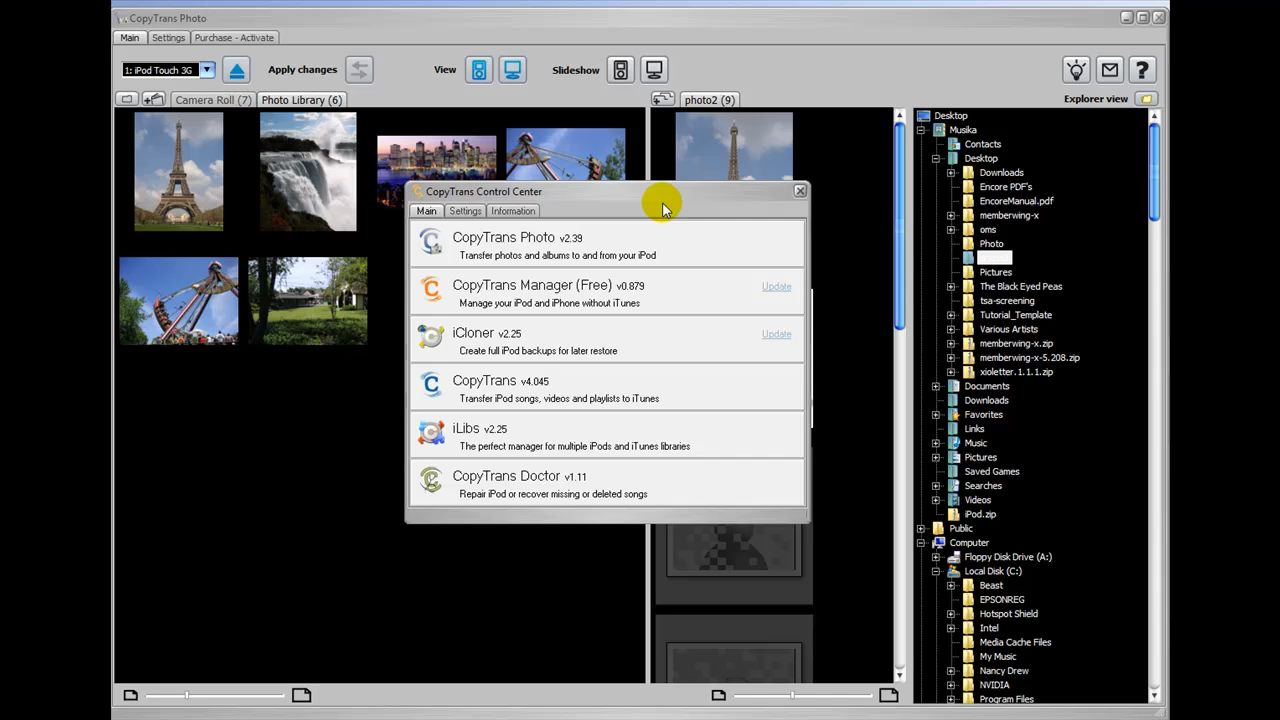 CopyTrans Photo
Main Settings Purchase - Activate
1: iPod Touch 3G Apply changes View Slideshow
Camera Roll (7) Photo Library (6) photo2 (9) Explorer view
CopyTrans Control Center
Main Settings Information
CopyTrans Photo v2.39
Transfer photos and albums to and from your iPod
CopyTrans Manager (Free) v0.879 Update
Manage your iPod and iPhone without iTunes
iCloner v2.25 Update
Create full iPod backups for later restore
CopyTrans v4.045
Transfer iPod songs, videos and playlists to iTunes
iLibs v2.25
The perfect manager for multiple iPods and iTunes libraries
CopyTrans Doctor v1.11
Repair iPod or recover missing or deleted songs
Desktop
Musika
Contacts
Desktop
Downloads
Encore PDF's
EncoreManual.pdf
memberwing-x
oms
Photo
Pictures
The Black Eyed Peas
tsa-screening
Tutorial_Template
Various Artists
memberwing-x.zip
memberwing-x-5.208.zip
xioletter.1.1.1.zip
Documents
Downloads
Favorites
Links
Music
Pictures
Saved Games
Searches
Videos
iPod.zip
Public
Computer
Floppy Disk Drive (A:)
Local Disk (C:)
Beast
EPSONREG
Hotspot Shield
Intel
Media Cache Files
My Music
Nancy Drew
NVIDIA
Program Files